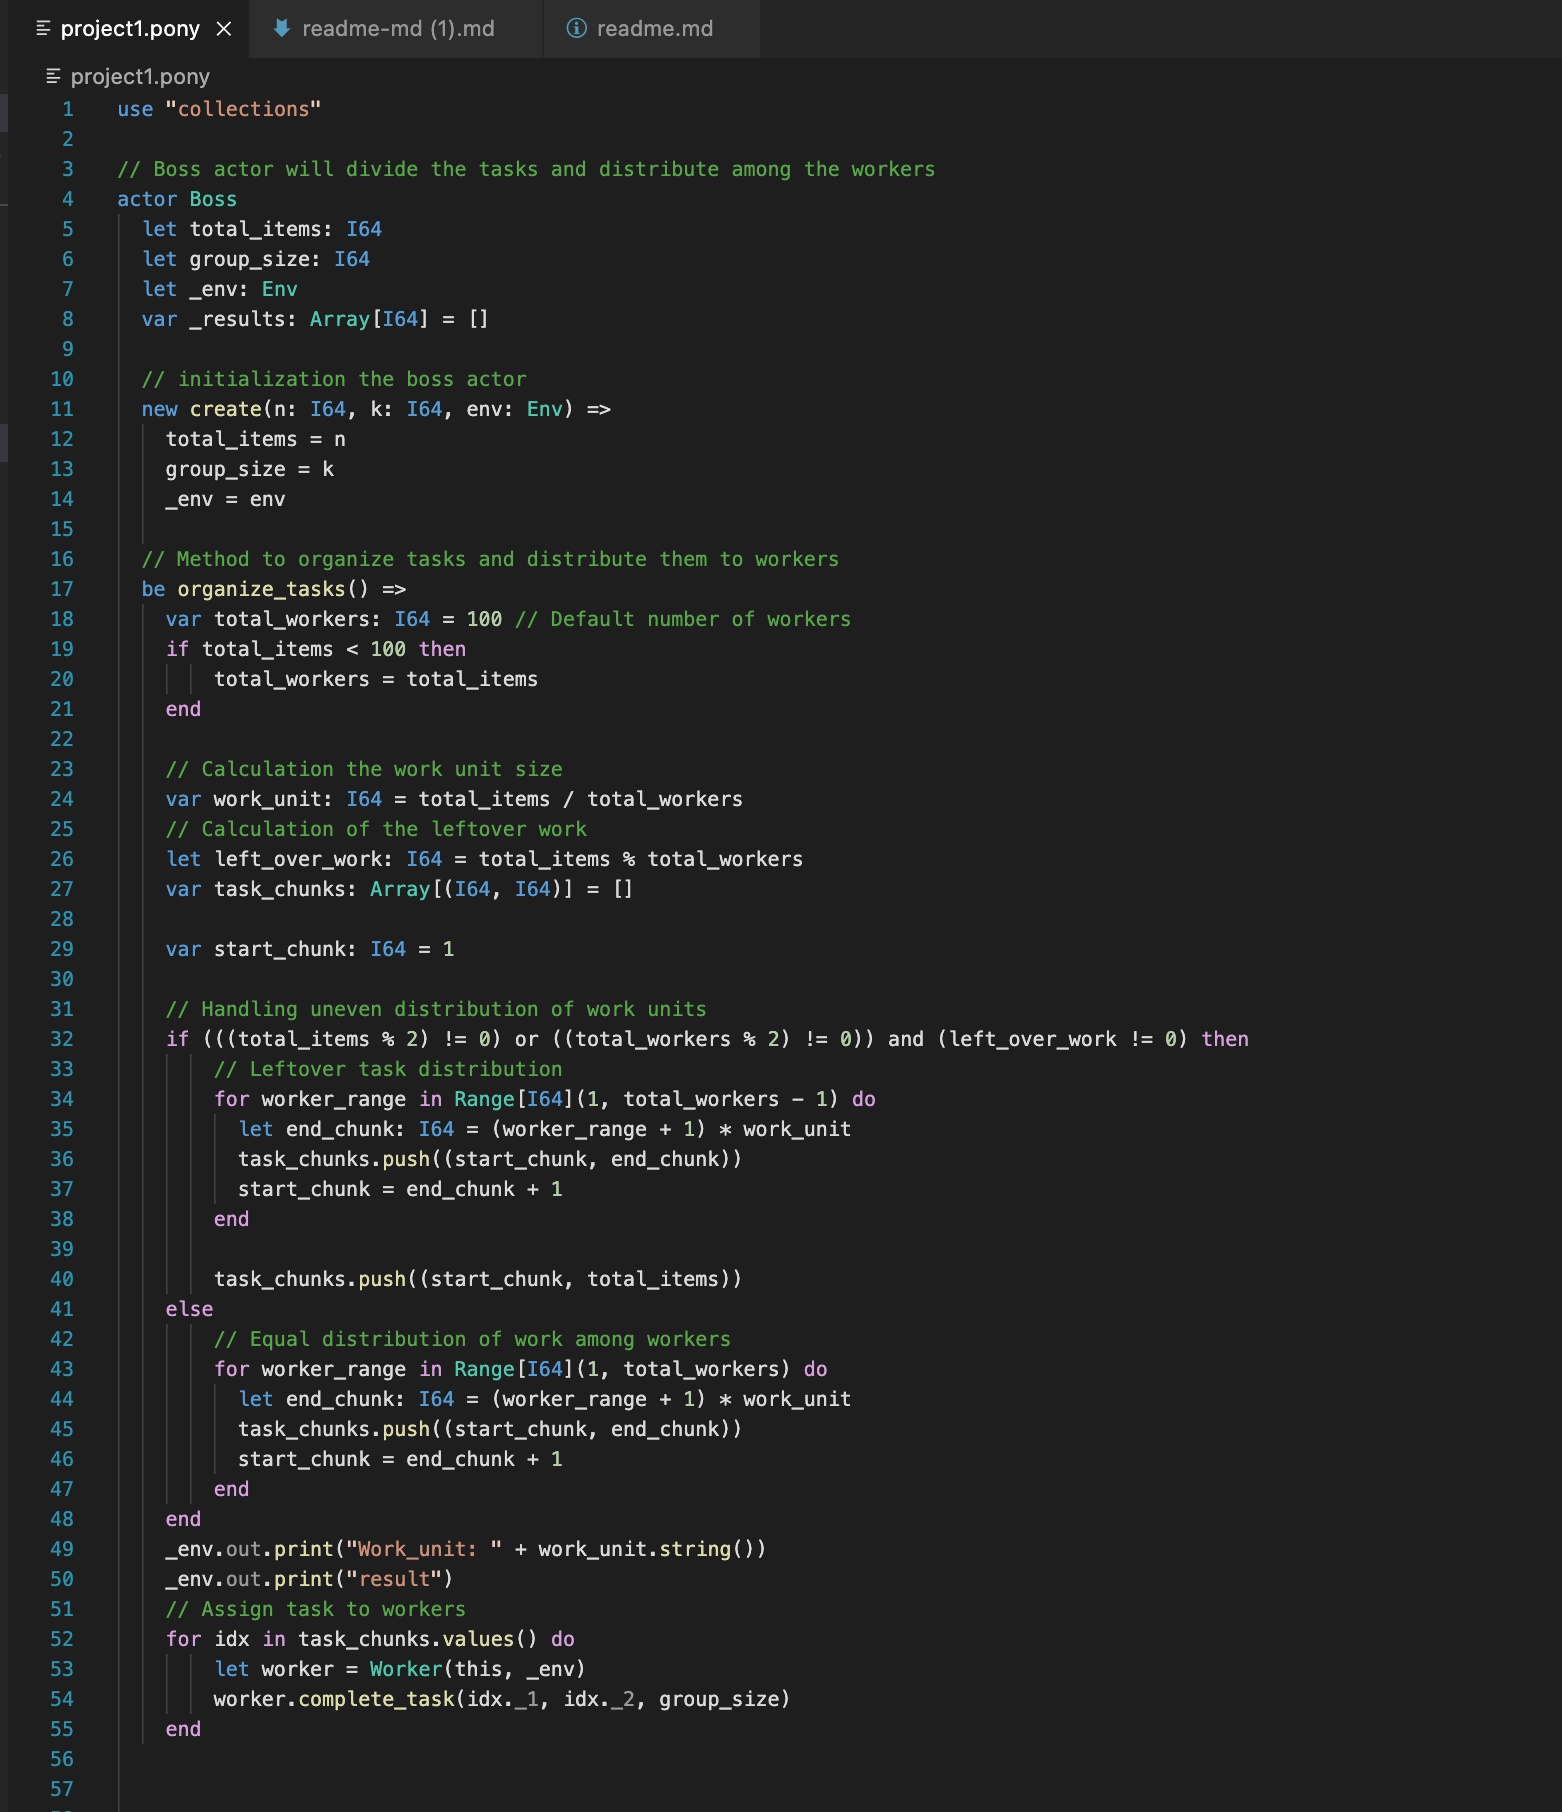 project1.pony
readme-md (1).md
readme.md
project1.pony
1 use "collections"
2
3 // Boss actor will divide the tasks and distribute among the workers
4 actor Boss
5   let total_items: I64
6   let group_size: I64
7   let _env: Env
8   var _results: Array[I64] = []
9
10   // initialization the boss actor
11   new create(n: I64, k: I64, env: Env) =>
12     total_items = n
13     group_size = k
14     _env = env
15
16   // Method to organize tasks and distribute them to workers
17   be organize_tasks() =>
18     var total_workers: I64 = 100 // Default number of workers
19     if total_items < 100 then
20         total_workers = total_items
21     end
22
23     // Calculation the work unit size
24     var work_unit: I64 = total_items / total_workers
25     // Calculation of the leftover work
26     let left_over_work: I64 = total_items % total_workers
27     var task_chunks: Array[(I64, I64)] = []
28
29     var start_chunk: I64 = 1
30
31     // Handling uneven distribution of work units
32     if (((total_items % 2) != 0) or ((total_workers % 2) != 0)) and (left_over_work != 0) then
33         // Leftover task distribution
34         for worker_range in Range[I64](1, total_workers - 1) do
35           let end_chunk: I64 = (worker_range + 1) * work_unit
36           task_chunks.push((start_chunk, end_chunk))
37           start_chunk = end_chunk + 1
38         end
39
40         task_chunks.push((start_chunk, total_items))
41     else
42         // Equal distribution of work among workers
43         for worker_range in Range[I64](1, total_workers) do
44           let end_chunk: I64 = (worker_range + 1) * work_unit
45           task_chunks.push((start_chunk, end_chunk))
46           start_chunk = end_chunk + 1
47         end
48     end
49     _env.out.print("Work_unit: " + work_unit.string())
50     _env.out.print("result")
51     // Assign task to workers
52     for idx in task_chunks.values() do
53         let worker = Worker(this, _env)
54         worker.complete_task(idx._1, idx._2, group_size)
55     end
56
57